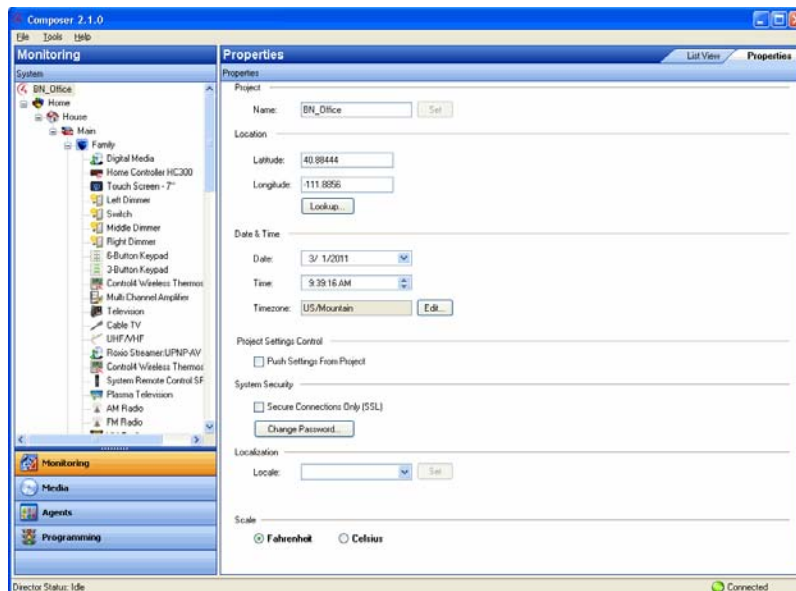 Composer 2.1.0
File Tools Help
Monitoring
System
BN_Office
Home
House
Main
Family
Digital Media
Home Controller HC300
Touch Screen - 7"
Left Dimmer
Switch
Middle Dimmer
Right Dimmer
6-Button Keypad
3-Button Keypad
Control4 Wireless Thermos
Multi Channel Amplifier
Television
Cable TV
UHF/VHF
Roxio Streamer:UPNP-AV
Control4 Wireless Thermos
System Remote Control SF
Plasma Television
AM Radio
FM Radio
Monitoring
Media
Agents
Programming
Properties
List View Properties
Properties
Project
Name: BN_Office Set
Location
Latitude: 40.88444
Longitude: -111.8856
Lookup...
Date & Time
Date: 3/ 1/2011
Time: 9:39:16 AM
Timezone: US/Mountain Edit...
Project Settings Control
Push Settings From Project
System Security
Secure Connections Only (SSL)
Change Password...
Localization
Locale: Set
Scale
Fahrenheit Celsius
Director Status: Idle
Connected